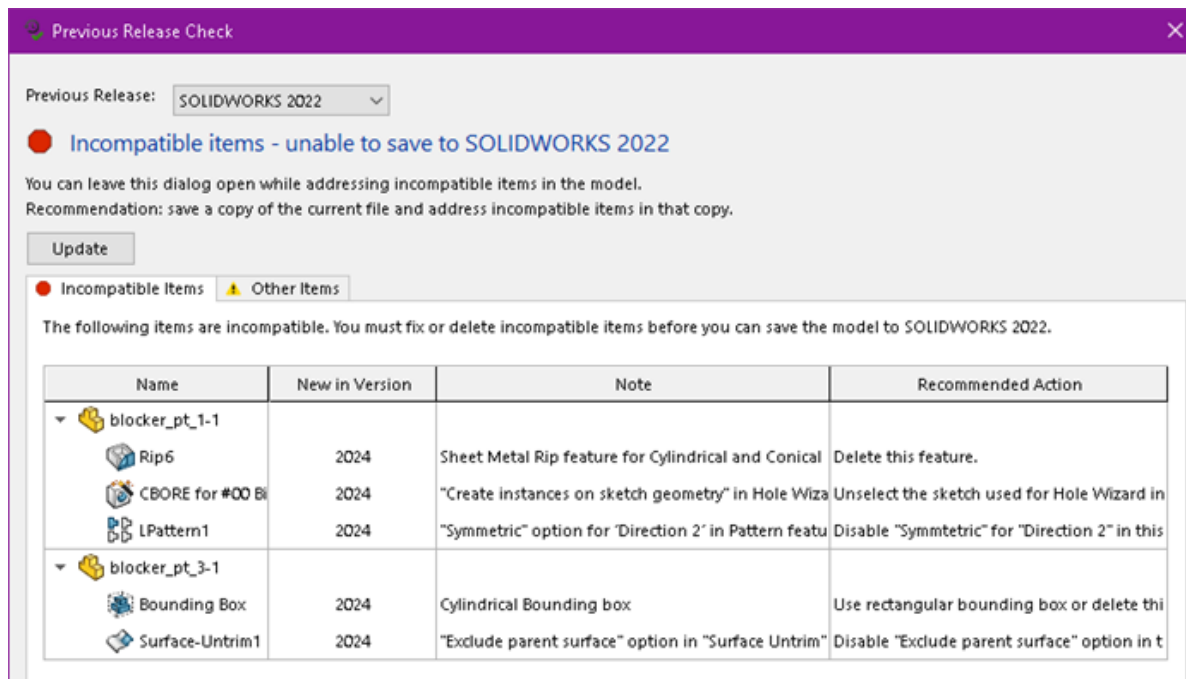 Previous Release Check
Previous Release: SOLIDWORKS 2022
Incompatible items - unable to save to SOLIDWORKS 2022
You can leave this dialog open while addressing incompatible items in the model.
Recommendation: save a copy of the current file and address incompatible items in that copy.
Update
Incompatible Items Other Items
The following items are incompatible. You must fix or delete incompatible items before you can save the model to SOLIDWORKS 2022.
Name New in Version Note Recommended Action
blocker_pt_1-1
Rip6 2024 Sheet Metal Rip feature for Cylindrical and Conical Delete this feature.
CBORE for #00 Bi 2024 "Create instances on sketch geometry" in Hole Wiza Unselect the sketch used for Hole Wizard in
LPattern1 2024 "Symmetric" option for 'Direction 2' in Pattern featu Disable "Symmtetric" for "Direction 2" in this
blocker_pt_3-1
Bounding Box 2024 Cylindrical Bounding box Use rectangular bounding box or delete thi
Surface-Untrim1 2024 "Exclude parent surface" option in "Surface Untrim" Disable "Exclude parent surface" option in t